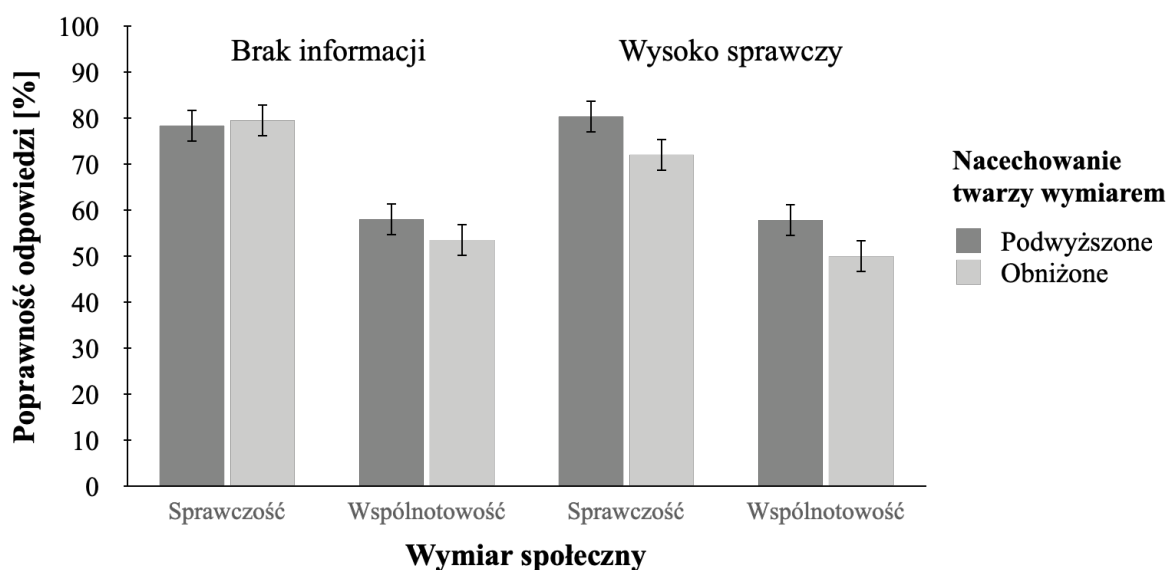 Brak informacji
Wysoko sprawczy
Poprawność odpowiedzi [%]
100
90
80
70
60
50
40
30
20
10
0
Sprawczość
Wspólnotowość
Sprawczość
Wspólnotowość
Wymiar społeczny
Nacechowanie
twarzy wymiarem
Podwyższone
Obniżone